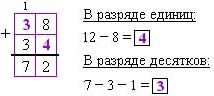 1
+ 3 8
3 4
7 2
В разряде единиц:
12 – 8 = 4
В разряде десятков:
7 – 3 – 1 = 3